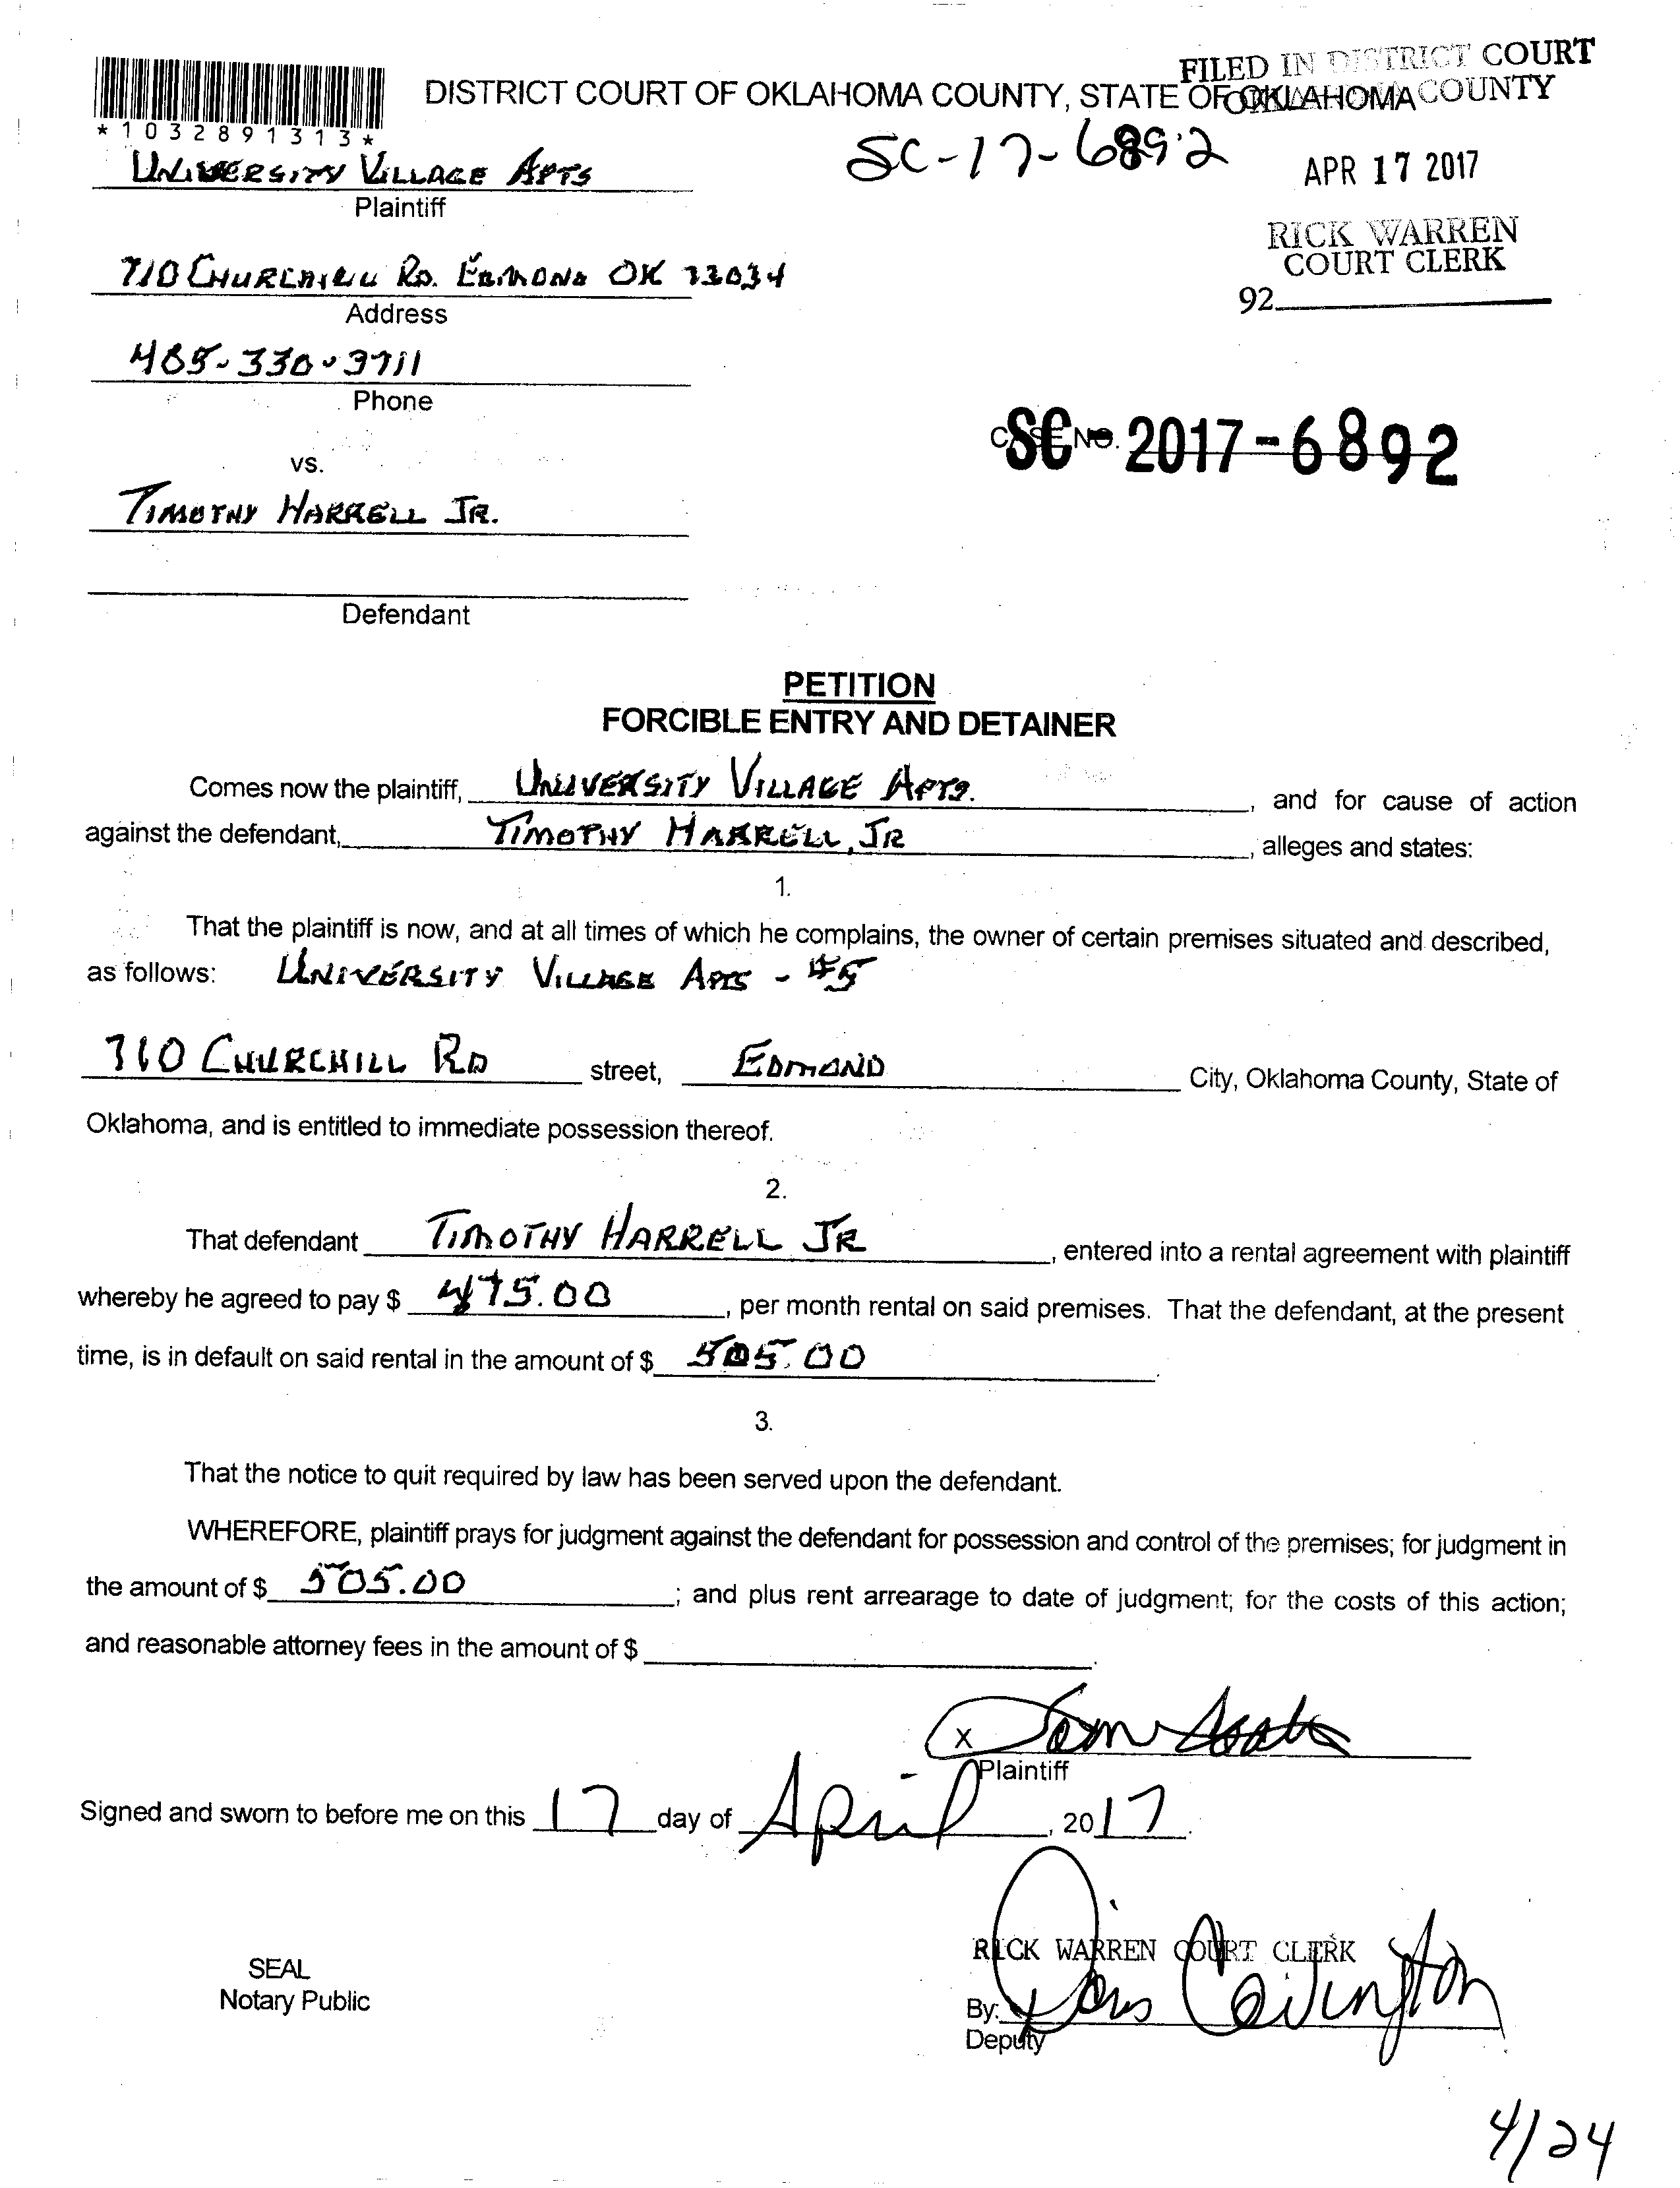 FILED IN DISTRICT COURT
OKLAHOMA COUNTY
DISTRICT COURT OF OKLAHOMA COUNTY, STATE OF OKLAHOMA
*1032891313*
SC-17-6892
APR 17 2017
UNIVERSITY VILLAGE APTS
Plaintiff
RICK WARREN
COURT CLERK
92
710 CHURCHILL RD. EDMOND OK 73034
Address
405-330-3711
Phone
CASE NO.
SC-2017-6892
vs.
TIMOTHY HARRELL JR.
Defendant
PETITION
FORCIBLE ENTRY AND DETAINER
Comes now the plaintiff, UNIVERSITY VILLAGE APTS. , and for cause of action
against the defendant, TIMOTHY HARRELL, JR , alleges and states:
1.
That the plaintiff is now, and at all times of which he complains, the owner of certain premises situated and described,
as follows: UNIVERSITY VILLAGE APTS - #5
710 CHURCHILL RD street, EDMOND City, Oklahoma County, State of
Oklahoma, and is entitled to immediate possession thereof.
2.
That defendant TIMOTHY HARRELL JR , entered into a rental agreement with plaintiff
whereby he agreed to pay $ 475.00 , per month rental on said premises. That the defendant, at the present
time, is in default on said rental in the amount of $ 505.00 .
3.
That the notice to quit required by law has been served upon the defendant.
WHEREFORE, plaintiff prays for judgment against the defendant for possession and control of the premises; for judgment in
the amount of $ 505.00 ; and plus rent arrearage to date of judgment; for the costs of this action;
and reasonable attorney fees in the amount of $ .
X
Plaintiff
Signed and sworn to before me on this 17 day of April , 2017.
RICK WARREN COURT CLERK
SEAL
Notary Public
By: Covington
Deputy
4/24